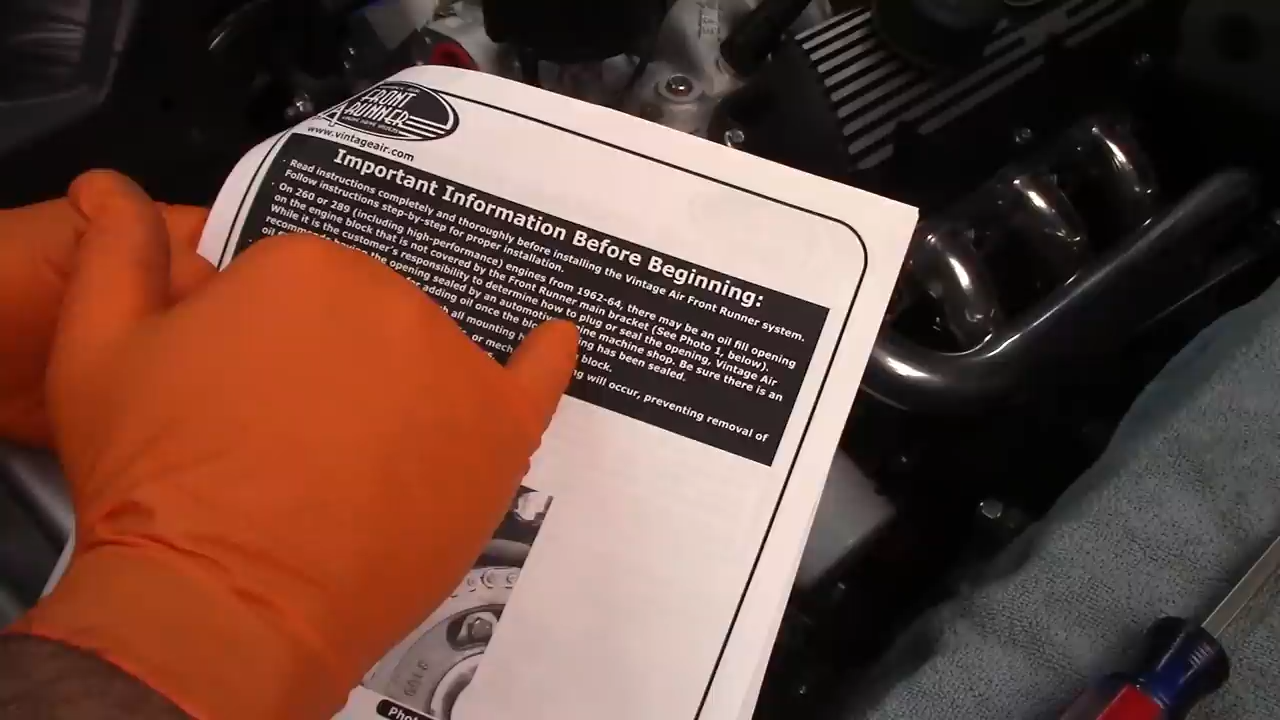 FRONT
RUNNER
www.vintageair.com
Important Information Before Beginning:
· Read instructions completely and thoroughly before installing the Vintage Air Front Runner system.
Follow instructions step-by-step for proper installation.
· On 260 or 289 (including high-performance) engines from 1962-64, there may be an oil fill opening
on the engine block that is not covered by the Front Runner main bracket (See Photo 1, below).
While it is the customer's responsibility to determine how to plug or seal the opening, Vintage Air
the opening sealed by an automotive machine shop. Be sure there is an
for adding oil once the has been sealed.
all mounting block.
or mech
will occur, preventing removal of